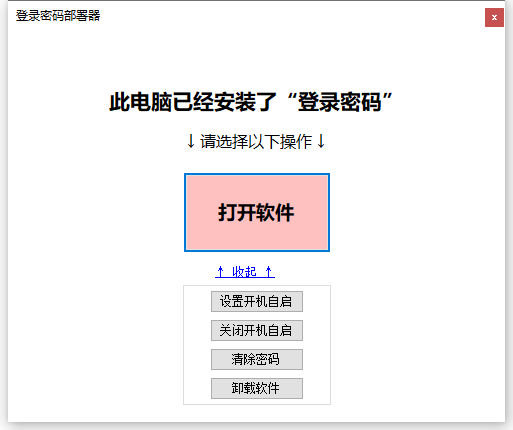 登录密码部署器
x
此电脑已经安装了“登录密码”
↓请选择以下操作↓
打开软件
↑ 收起 ↑
设置开机自启
关闭开机自启
清除密码
卸载软件